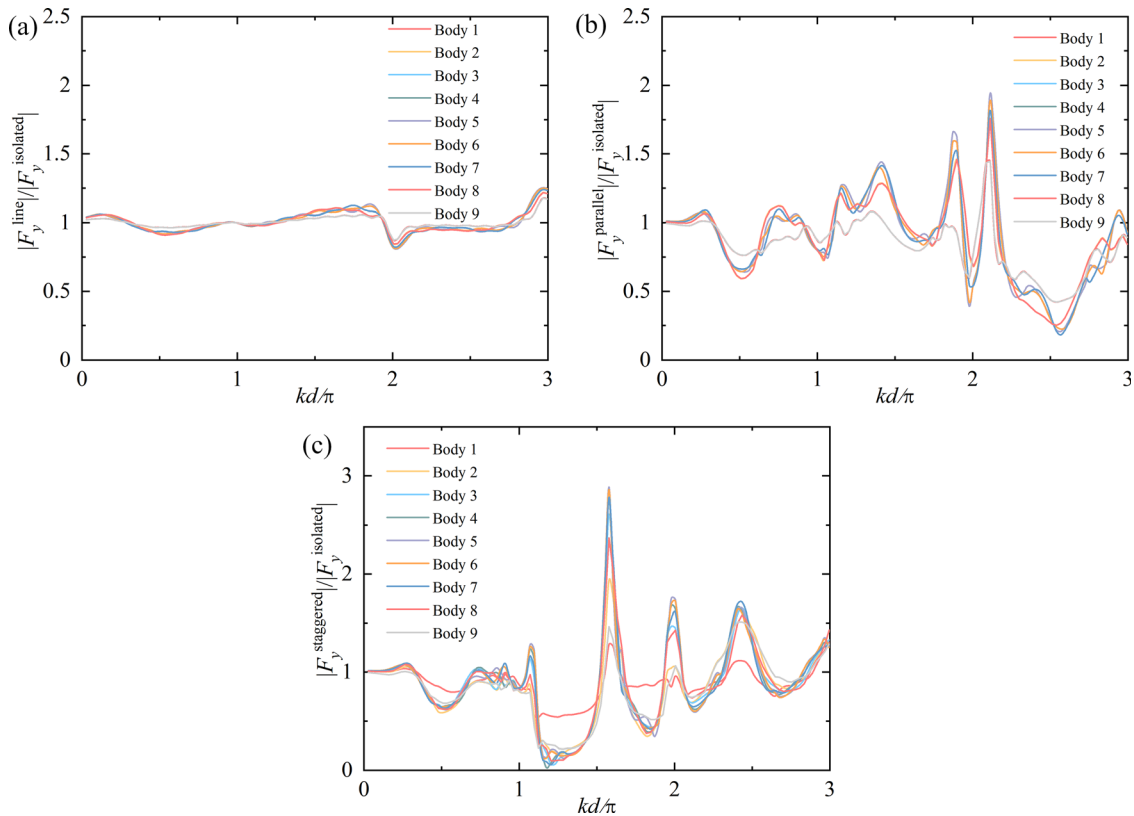 (a)
2.5
2
1.5
1
0.5
0
0
1
2
3
|F_y^line|/|F_y^isolated|
kd/π
Body 1
Body 2
Body 3
Body 4
Body 5
Body 6
Body 7
Body 8
Body 9
(b)
2.5
2
1.5
1
0.5
0
0
1
2
3
|F_y^parallel|/|F_y^isolated|
kd/π
Body 1
Body 2
Body 3
Body 4
Body 5
Body 6
Body 7
Body 8
Body 9
(c)
3
2
1
0
0
1
2
3
|F_y^staggered|/|F_y^isolated|
kd/π
Body 1
Body 2
Body 3
Body 4
Body 5
Body 6
Body 7
Body 8
Body 9